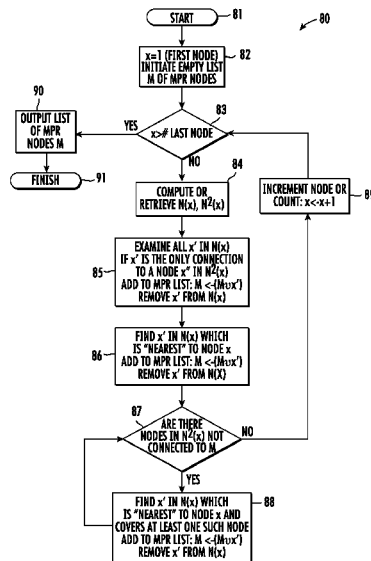 START
81
80
x=1 (FIRST NODE)
INITIATE EMPTY LIST
M OF MPR NODES
82
90
OUTPUT LIST
OF MPR
NODES M
YES
83
x># LAST NODE
NO
FINISH
91
84
COMPUTE OR
RETRIEVE N(x), N²(x)
INCREMENT NODE OR
COUNT: x<-x+1
85
EXAMINE ALL x' IN N(x)
IF x' IS THE ONLY CONNECTION
TO A NODE x" IN N²(x)
ADD TO MPR LIST: M <-(M∪x')
REMOVE x' FROM N(x)
86
FIND x' IN N(x) WHICH
IS "NEAREST" TO NODE x
ADD TO MPR LIST: M <-(M∪x')
REMOVE x' FROM N(X)
87
ARE THERE
NODES IN N²(x) NOT
CONNECTED TO M
NO
YES
FIND x' IN N(x) WHICH
IS "NEAREST" TO NODE x AND
COVERS AT LEAST ONE SUCH NODE
ADD TO MPR LIST: M <-(M∪x')
REMOVE x' FROM N(x)
88